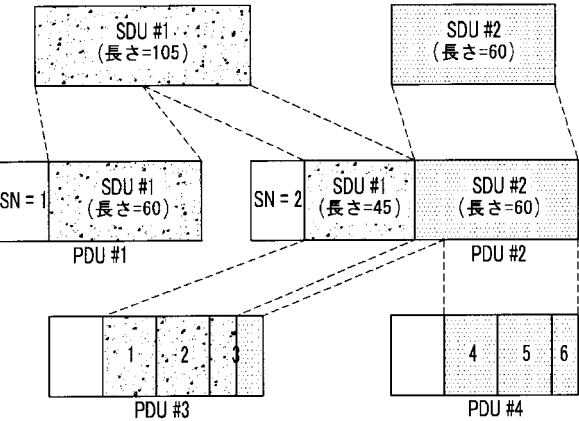 SDU #1
(長さ=105)
SDU #2
(長さ=60)
SN = 1
SDU #1
(長さ=60)
SN = 2
SDU #1
(長さ=45)
SDU #2
(長さ=60)
PDU #1
PDU #2
1
2
3
4
5
6
PDU #3
PDU #4